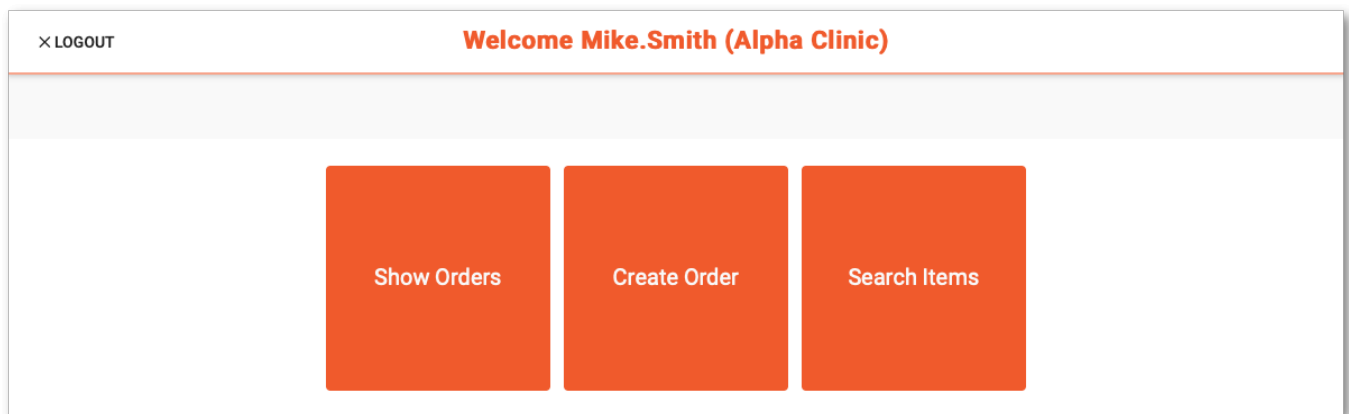 × LOGOUT
Welcome Mike.Smith (Alpha Clinic)
Show Orders
Create Order
Search Items